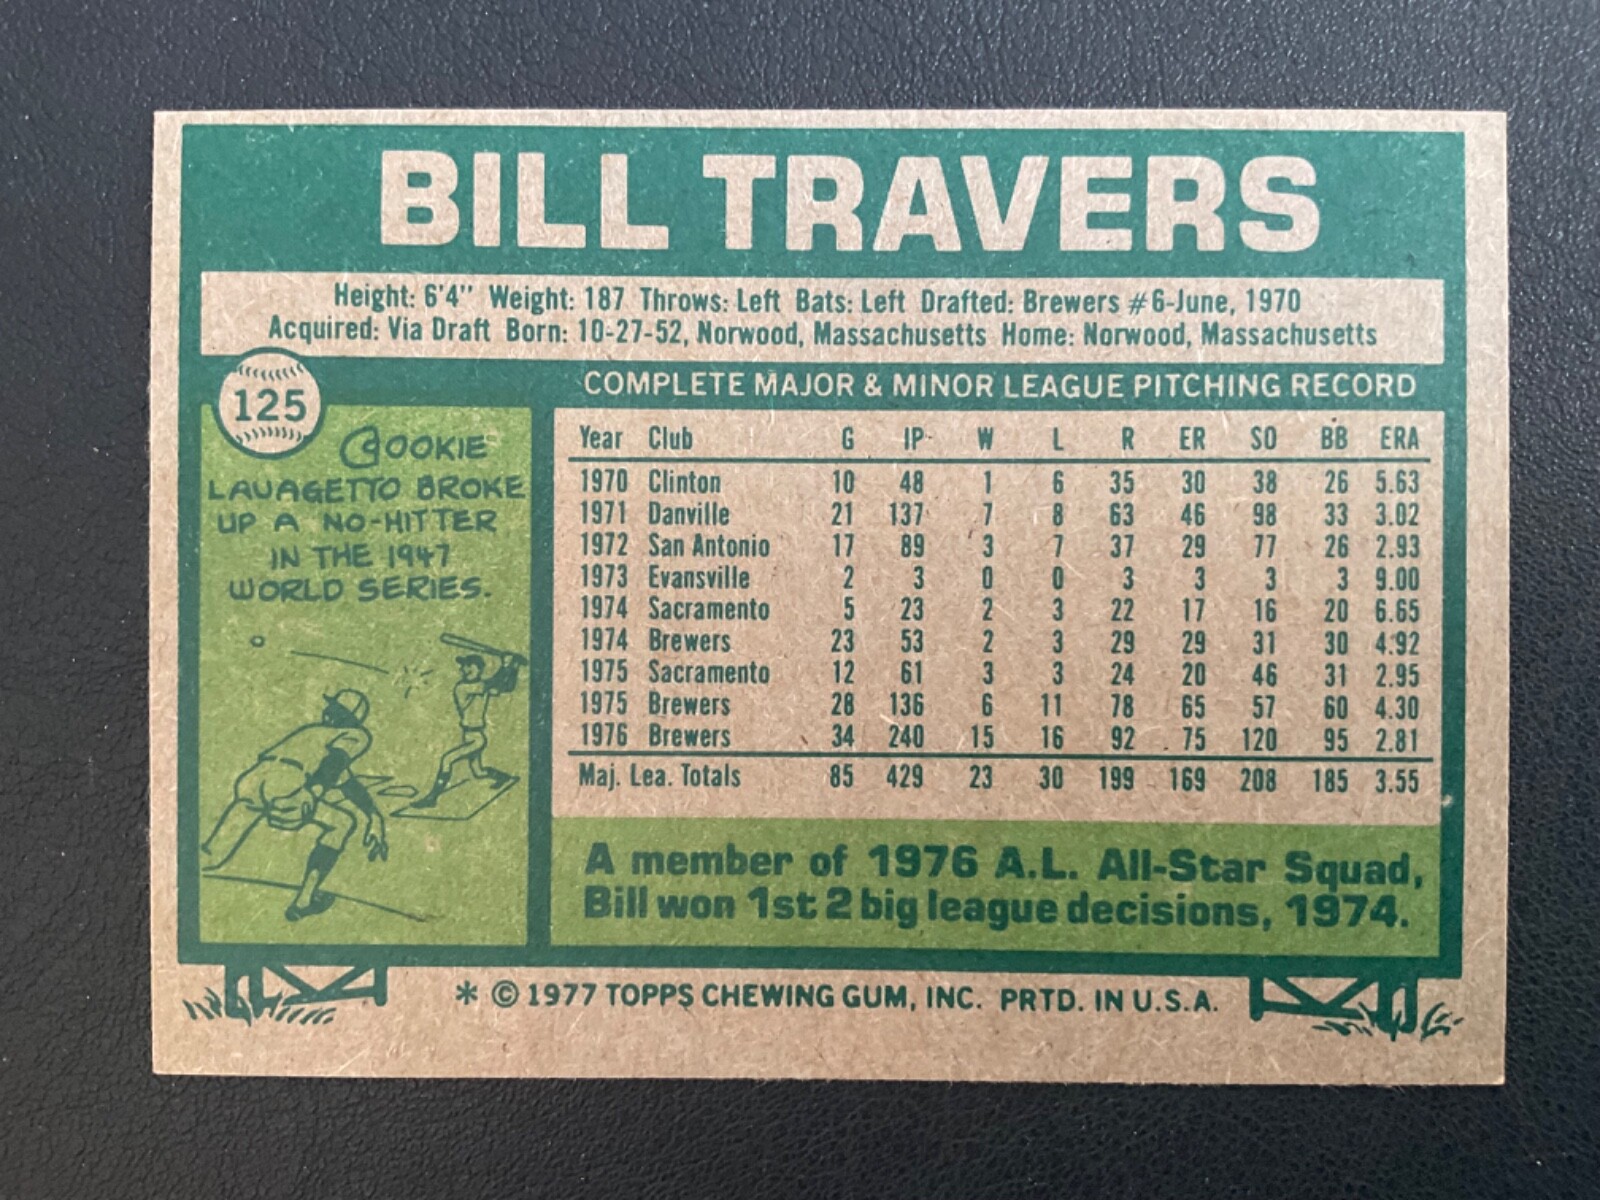 BILL TRAVERS
Height: 6'4" Weight: 187 Throws: Left Bats: Left Drafted: Brewers #6-June, 1970
Acquired: Via Draft Born: 10-27-52, Norwood, Massachusetts Home: Norwood, Massachusetts
125
COOKIE
LAVAGETTO BROKE
UP A NO-HITTER
IN THE 1947
WORLD SERIES.
COMPLETE MAJOR & MINOR LEAGUE PITCHING RECORD
Year Club G IP W L R ER SO BB ERA
1970 Clinton 10 48 1 6 35 30 38 26 5.63
1971 Danville 21 137 7 8 63 46 98 33 3.02
1972 San Antonio 17 89 3 7 37 29 77 26 2.93
1973 Evansville 2 3 0 0 3 3 3 3 9.00
1974 Sacramento 5 23 2 3 22 17 16 20 6.65
1974 Brewers 23 53 2 3 29 29 31 30 4.92
1975 Sacramento 12 61 3 3 24 20 46 31 2.95
1975 Brewers 28 136 6 11 78 65 57 60 4.30
1976 Brewers 34 240 15 16 92 75 120 95 2.81
Maj. Lea. Totals 85 429 23 30 199 169 208 185 3.55
A member of 1976 A.L. All-Star Squad,
Bill won 1st 2 big league decisions, 1974.
* © 1977 TOPPS CHEWING GUM, INC. PRTD. IN U.S.A.